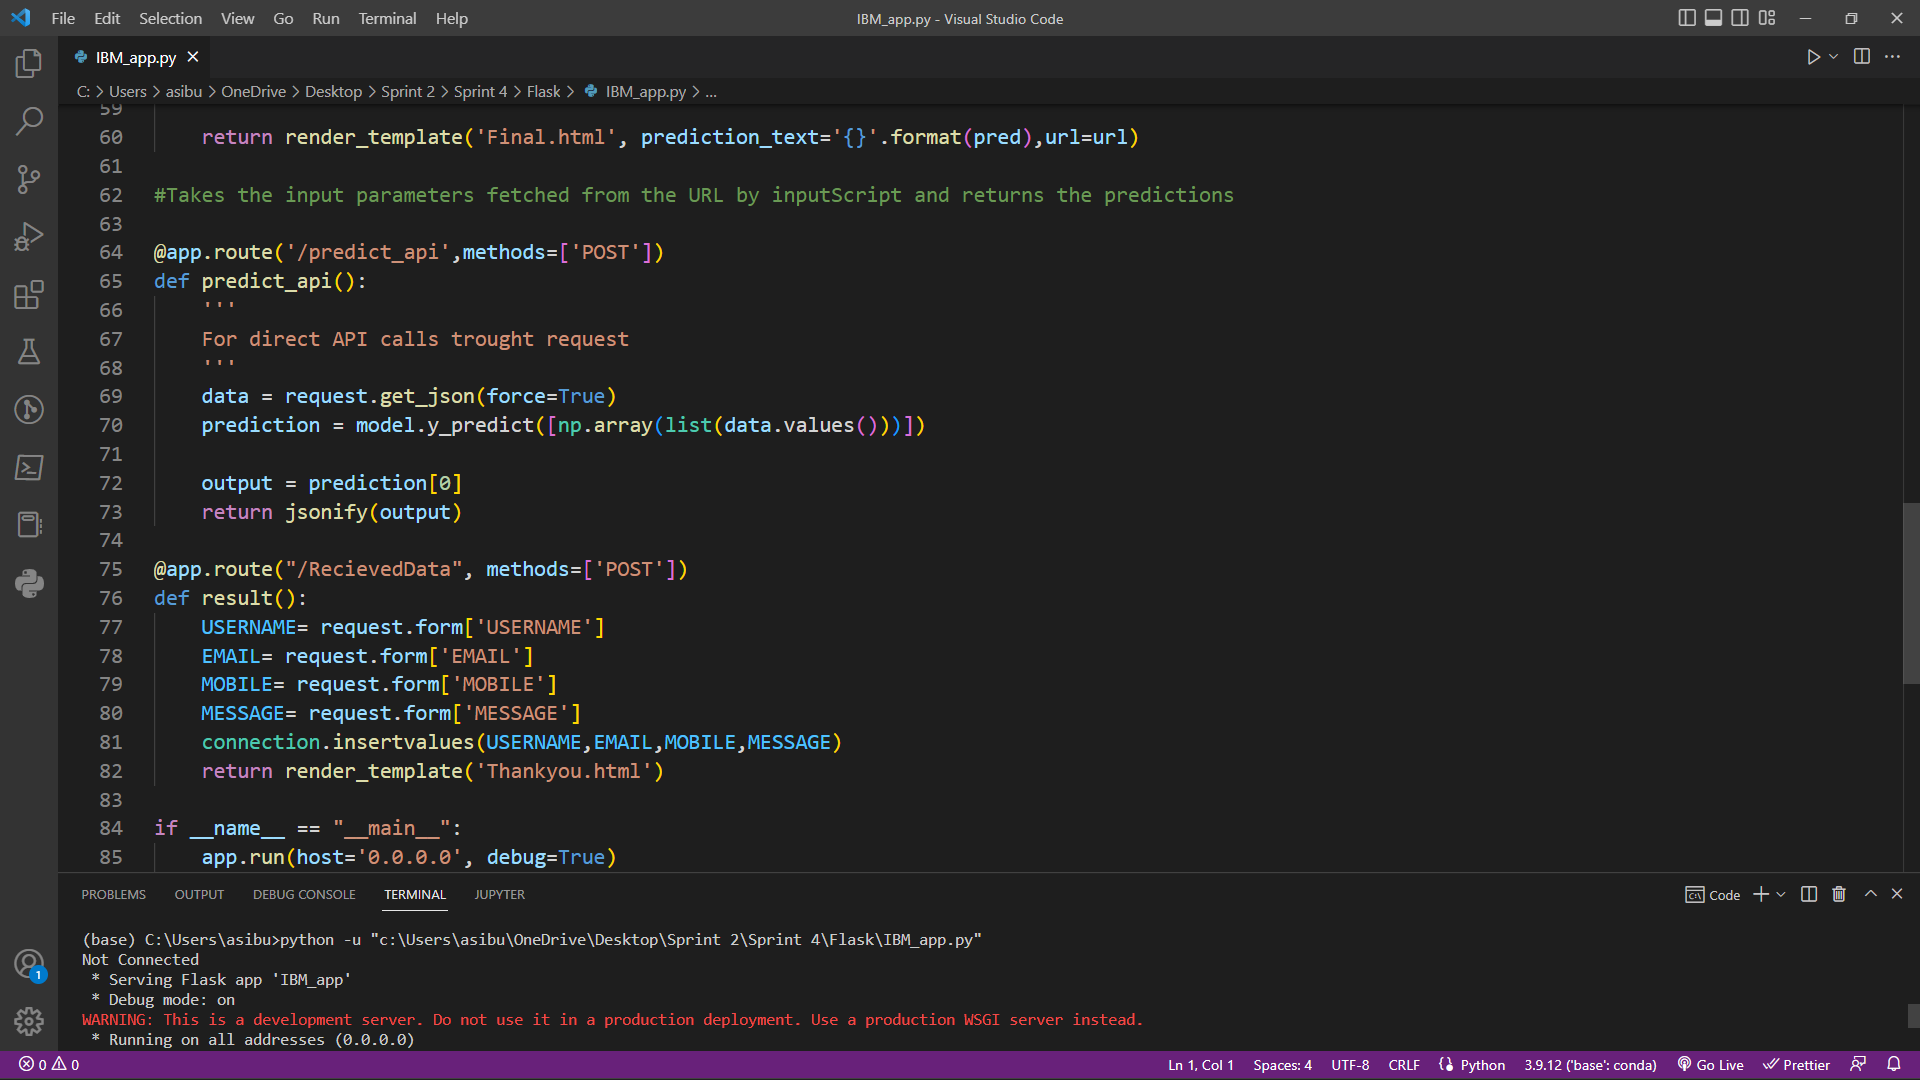 File Edit Selection View Go Run Terminal Help
IBM_app.py - Visual Studio Code
IBM_app.py
C: > Users > asibu > OneDrive > Desktop > Sprint 2 > Sprint 4 > Flask > IBM_app.py > ...
59
60 return render_template('Final.html', prediction_text='{}'.format(pred),url=url)
61
62 #Takes the input parameters fetched from the URL by inputScript and returns the predictions
63
64 @app.route('/predict_api',methods=['POST'])
65 def predict_api():
66 '''
67 For direct API calls trought request
68 '''
69 data = request.get_json(force=True)
70 prediction = model.y_predict([np.array(list(data.values()))])
71
72 output = prediction[0]
73 return jsonify(output)
74
75 @app.route("/RecievedData", methods=['POST'])
76 def result():
77 USERNAME= request.form['USERNAME']
78 EMAIL= request.form['EMAIL']
79 MOBILE= request.form['MOBILE']
80 MESSAGE= request.form['MESSAGE']
81 connection.insertvalues(USERNAME,EMAIL,MOBILE,MESSAGE)
82 return render_template('Thankyou.html')
83
84 if __name__ == "__main__":
85 app.run(host='0.0.0.0', debug=True)
PROBLEMS OUTPUT DEBUG CONSOLE TERMINAL JUPYTER
Code
(base) C:\Users\asibu>python -u "c:\Users\asibu\OneDrive\Desktop\Sprint 2\Sprint 4\Flask\IBM_app.py"
Not Connected
* Serving Flask app 'IBM_app'
* Debug mode: on
WARNING: This is a development server. Do not use it in a production deployment. Use a production WSGI server instead.
* Running on all addresses (0.0.0.0)
1
0 0
Ln 1, Col 1 Spaces: 4 UTF-8 CRLF Python 3.9.12 ('base': conda) Go Live Prettier